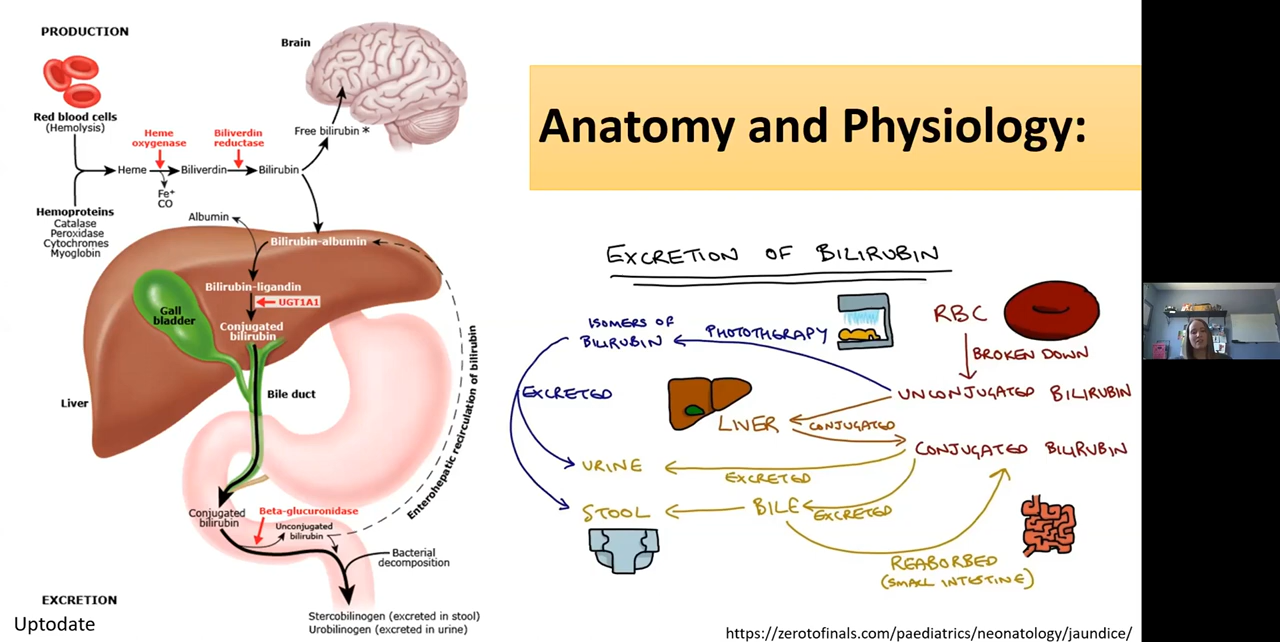 PRODUCTION
Red blood cells
(Hemolysis)
Heme
oxygenase
Biliverdin
reductase
Heme
Biliverdin
Bilirubin
Fe⁺
CO
Hemoproteins
Catalase
Peroxidase
Cytochromes
Myoglobin
Brain
Free bilirubin *
Albumin
Bilirubin-albumin
Bilirubin-ligandin
UGT1A1
Conjugated
bilirubin
Gall
bladder
Liver
Bile duct
Enterohepatic recirculation of bilirubin
Conjugated
bilirubin
Beta-glucuronidase
Unconjugated
bilirubin
Bacterial
decomposition
EXCRETION
Stercobilinogen (excreted in stool)
Urobilinogen (excreted in urine)
Uptodate
Anatomy and Physiology:
EXCRETION OF BILIRUBIN
ISOMERS OF
BILIRUBIN
PHOTOTHERAPY
RBC
BROKEN DOWN
EXCRETED
UNCONJUGATED BILIRUBIN
LIVER
CONJUGATED
CONJUGATED BILIRUBIN
URINE
EXCRETED
STOOL
BILE
EXCRETED
REABORBED
(SMALL INTESTINE)
https://zerotofinals.com/paediatrics/neonatology/jaundice/